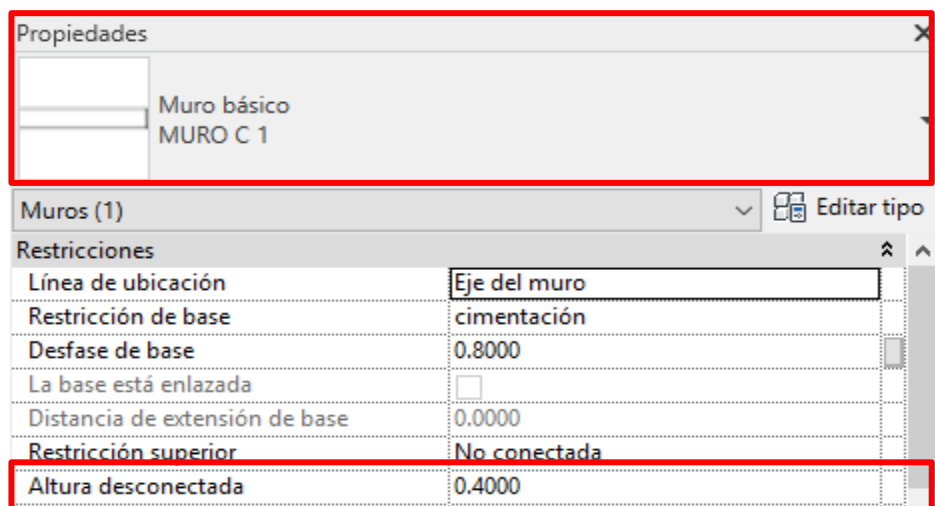 Propiedades
Muro básico
MURO C 1
Muros (1)
Editar tipo
Restricciones
Línea de ubicación Eje del muro
Restricción de base cimentación
Desfase de base 0.8000
La base está enlazada
Distancia de extensión de base 0.0000
Restricción superior No conectada
Altura desconectada 0.4000